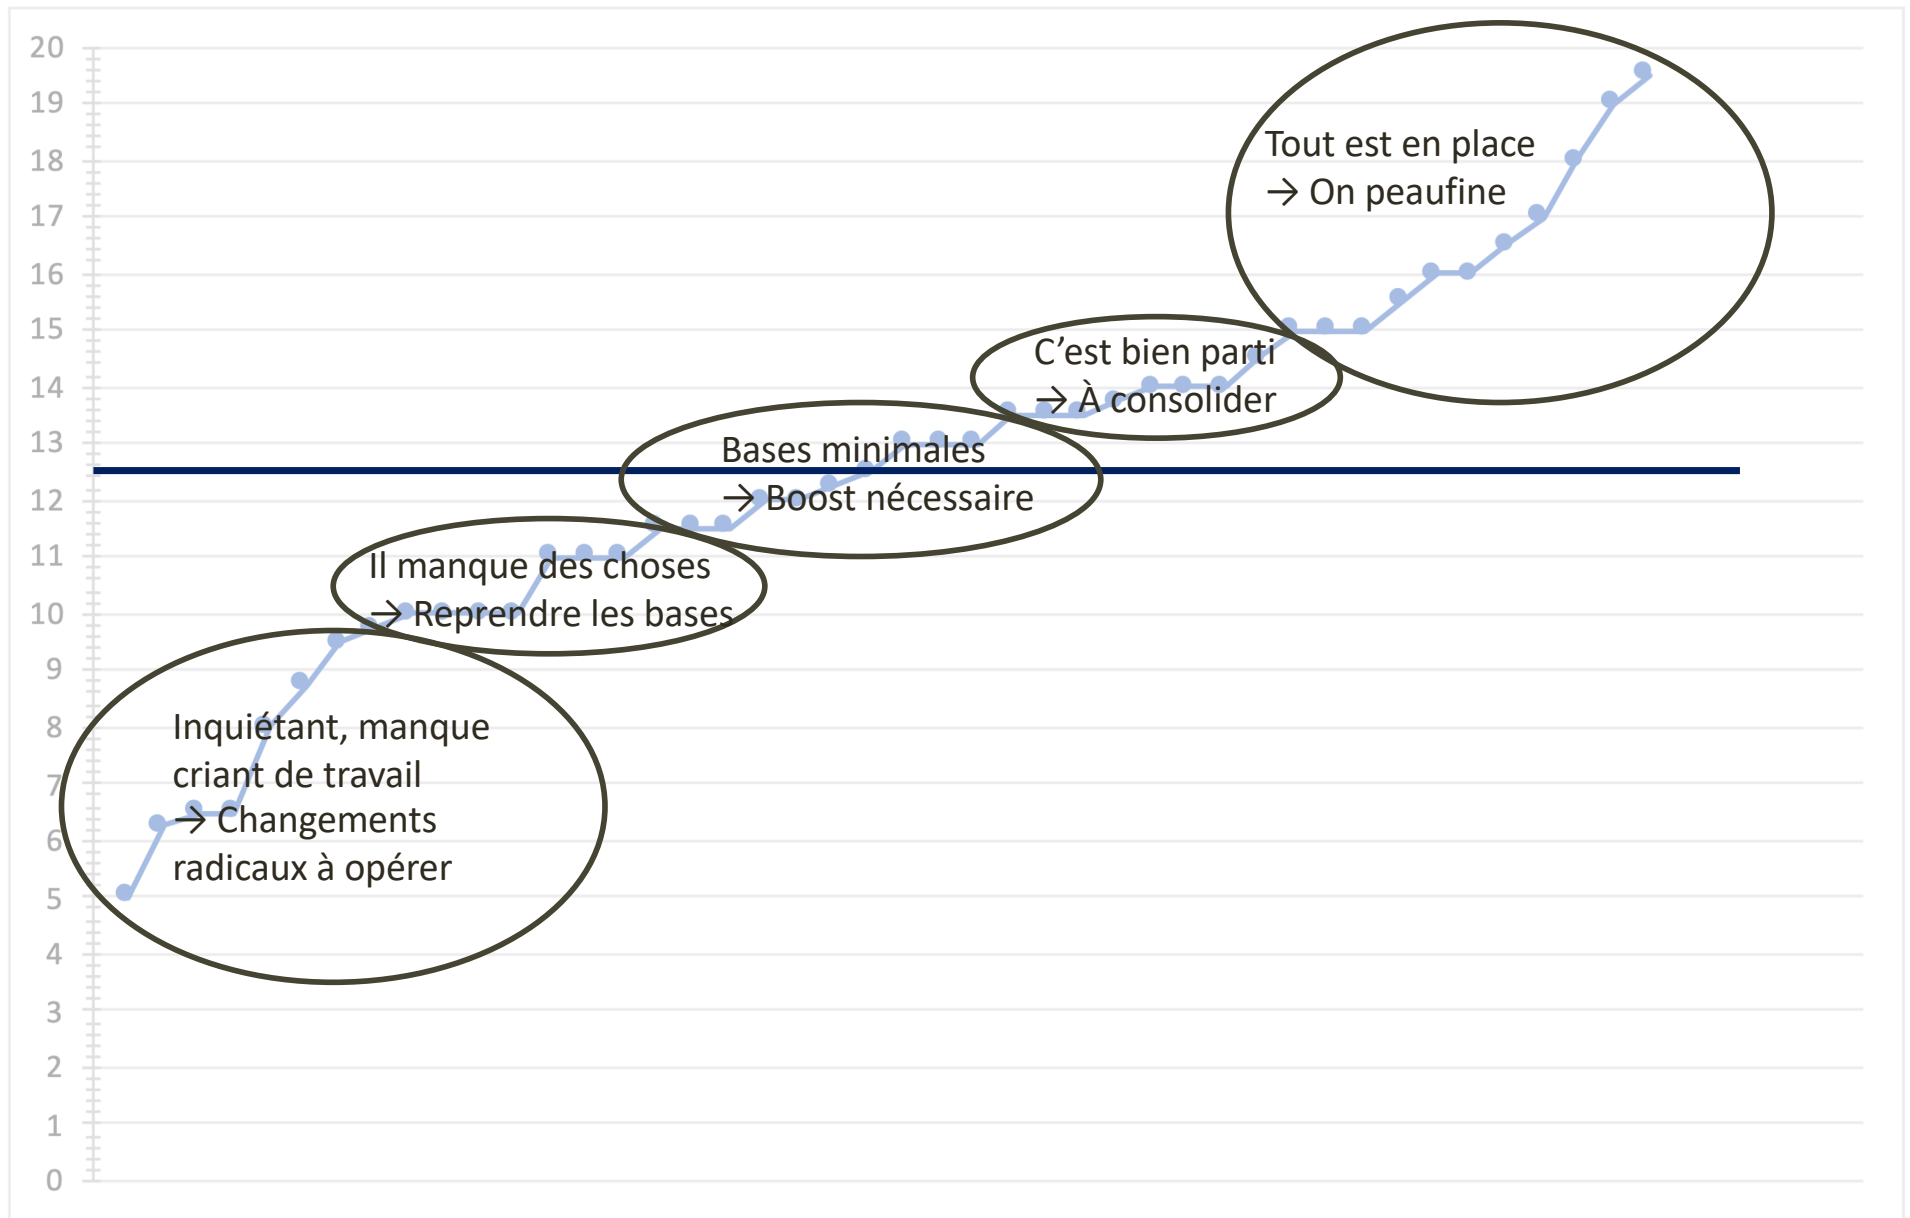 20
19
18
17
16
15
14
13
12
11
10
9
8
7
6
5
4
3
2
1
0
Tout est en place
→ On peaufine
C’est bien parti
→ À consolider
Bases minimales
→ Boost nécessaire
Il manque des choses
→ Reprendre les bases
Inquiétant, manque
criant de travail
→ Changements
radicaux à opérer